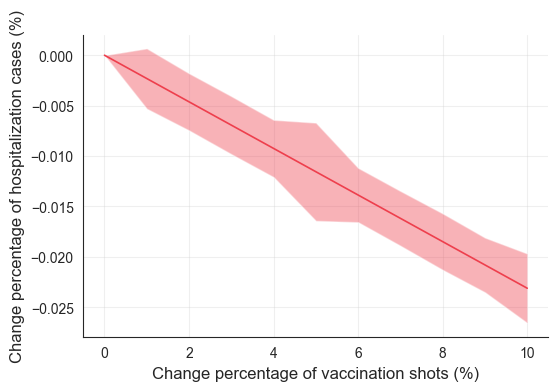 Change percentage of hospitalization cases (%)
0.000
−0.005
−0.010
−0.015
−0.020
−0.025
0 2 4 6 8 10
Change percentage of vaccination shots (%)